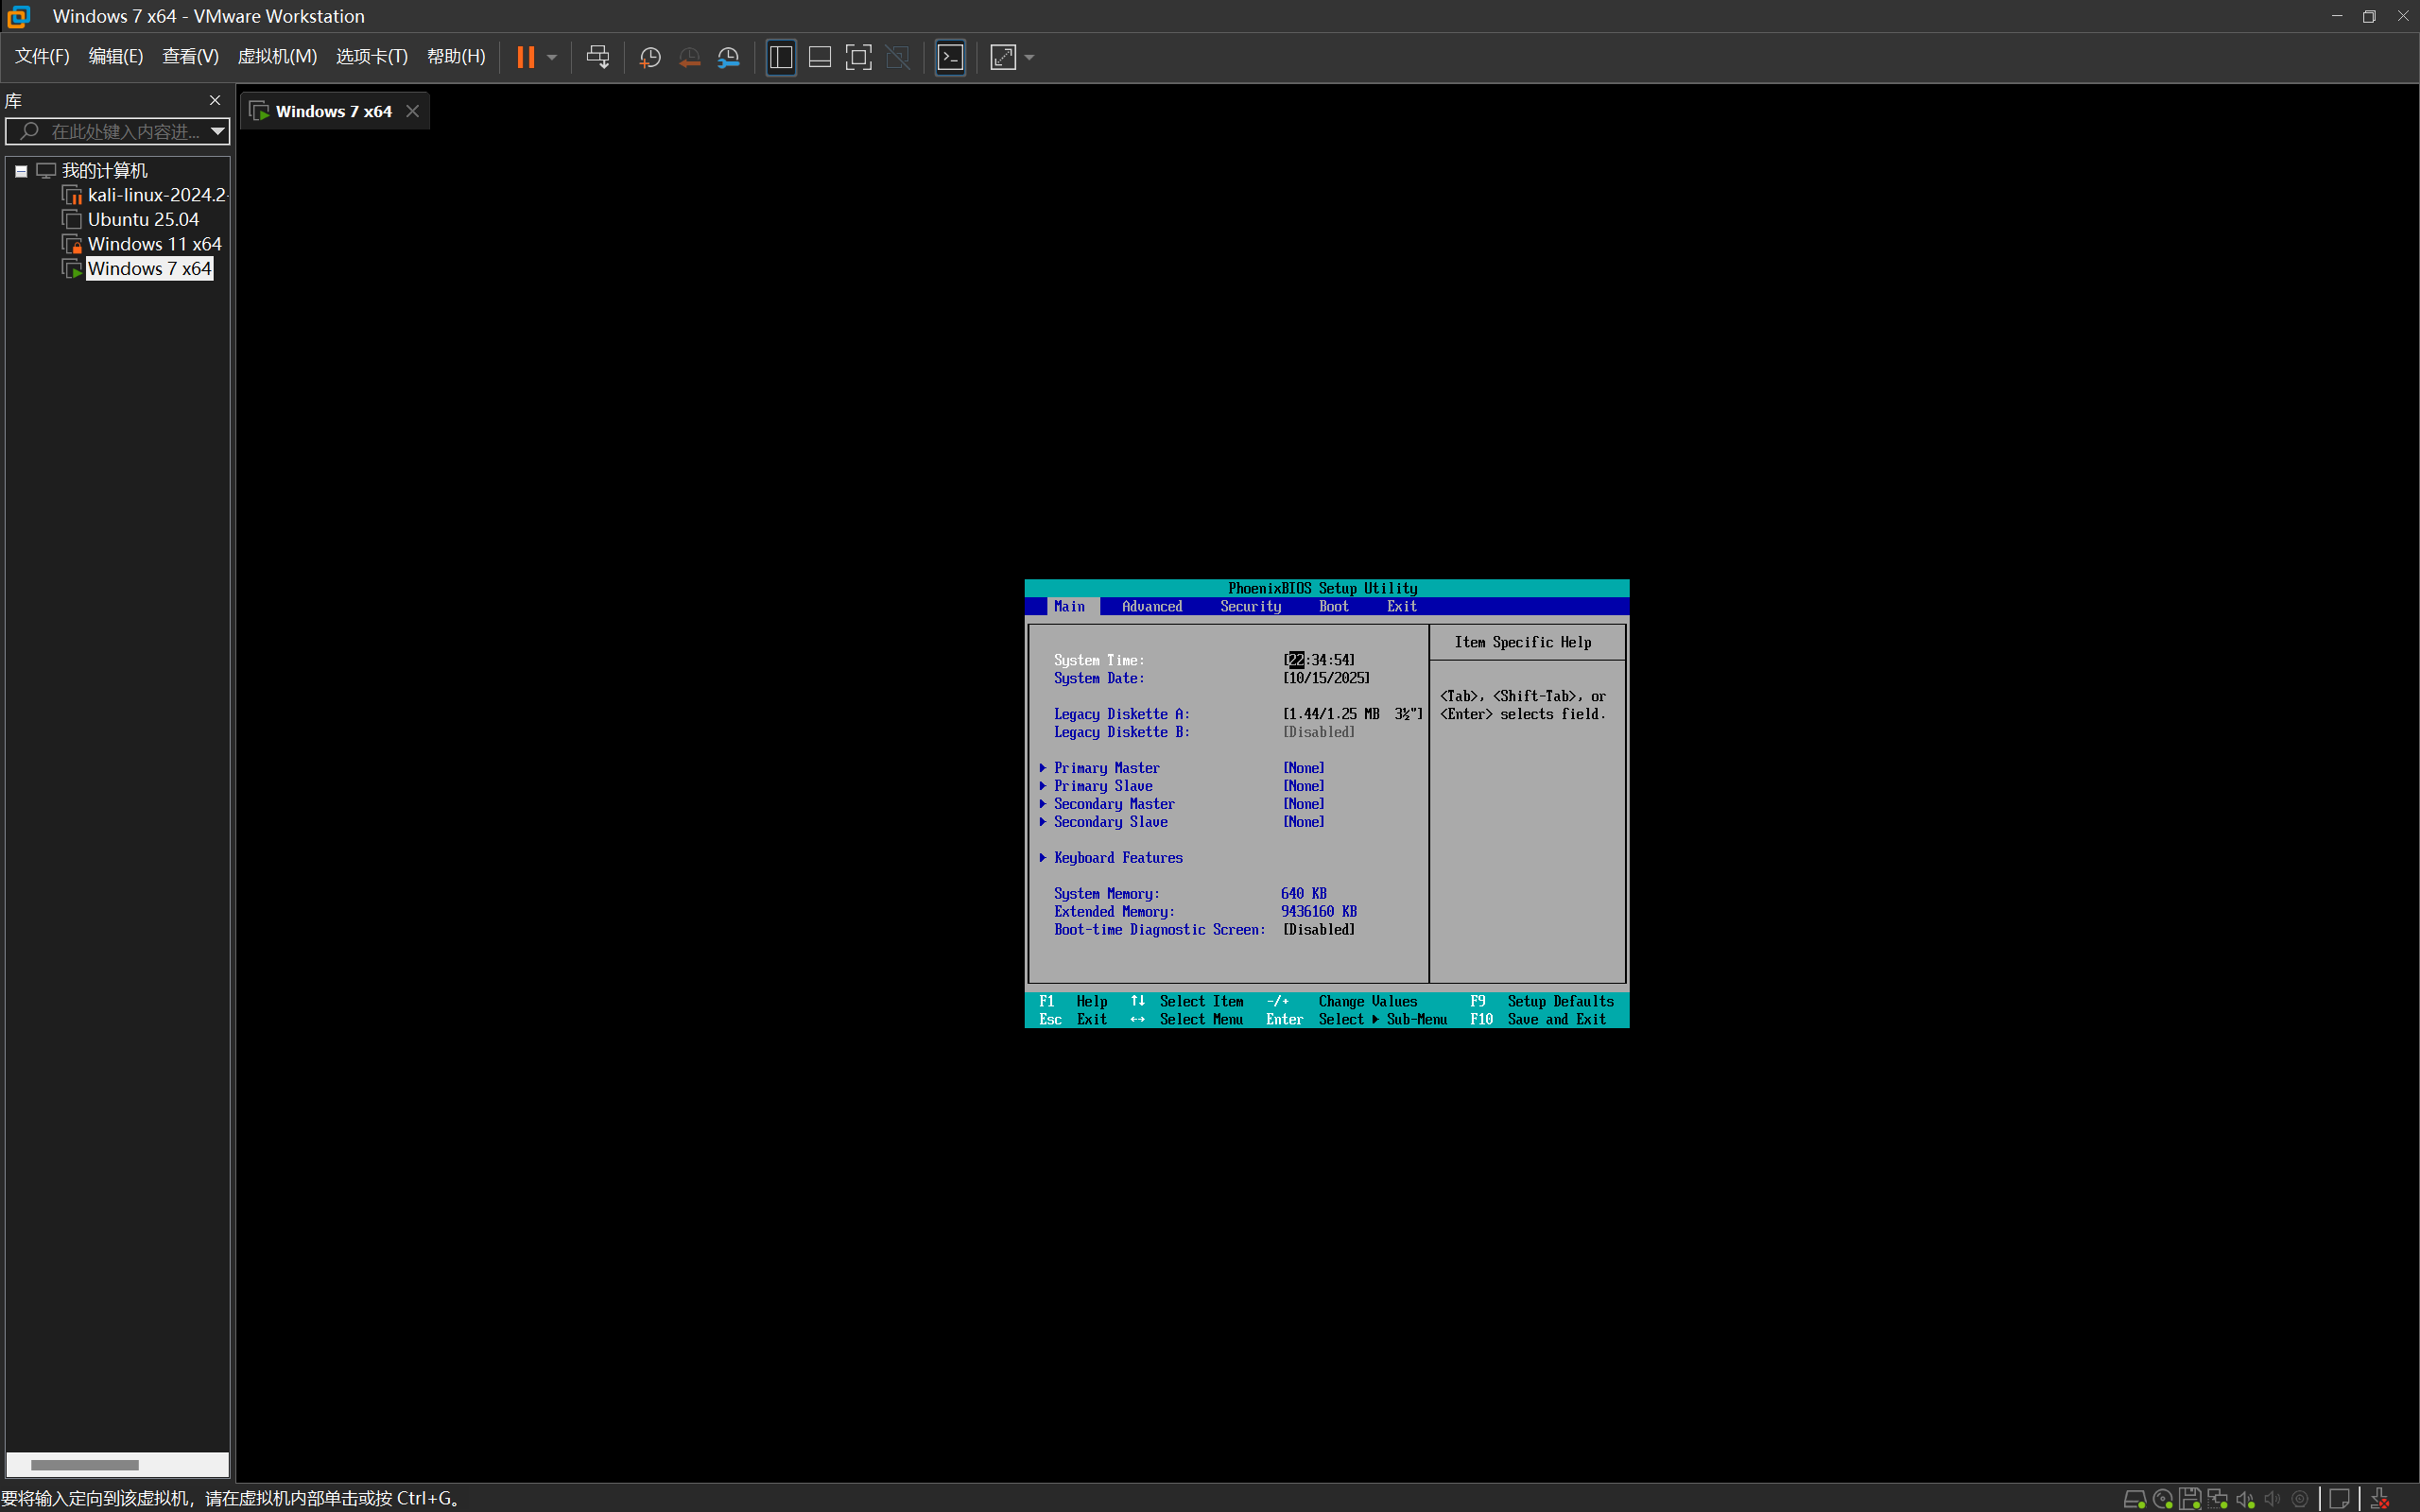 Windows 7 x64 - VMware Workstation
文件(F) 编辑(E) 查看(V) 虚拟机(M) 选项卡(T) 帮助(H)
库
在此处键入内容进...
我的计算机
kali-linux-2024.2-
Ubuntu 25.04
Windows 11 x64
Windows 7 x64
Windows 7 x64
PhoenixBIOS Setup Utility
Main Advanced Security Boot Exit
Item Specific Help
System Time: [22:34:54]
System Date: [10/15/2025]
<Tab>, <Shift-Tab>, or
<Enter> selects field.
Legacy Diskette A: [1.44/1.25 MB 3½"]
Legacy Diskette B: [Disabled]
Primary Master [None]
Primary Slave [None]
Secondary Master [None]
Secondary Slave [None]
Keyboard Features
System Memory: 640 KB
Extended Memory: 9436160 KB
Boot-time Diagnostic Screen: [Disabled]
F1 Help ↑↓ Select Item -/+ Change Values F9 Setup Defaults
Esc Exit ↔ Select Menu Enter Select ▶ Sub-Menu F10 Save and Exit
要将输入定向到该虚拟机，请在虚拟机内部单击或按 Ctrl+G。